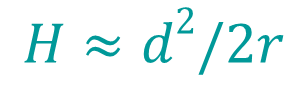 H ≈ d²/2r